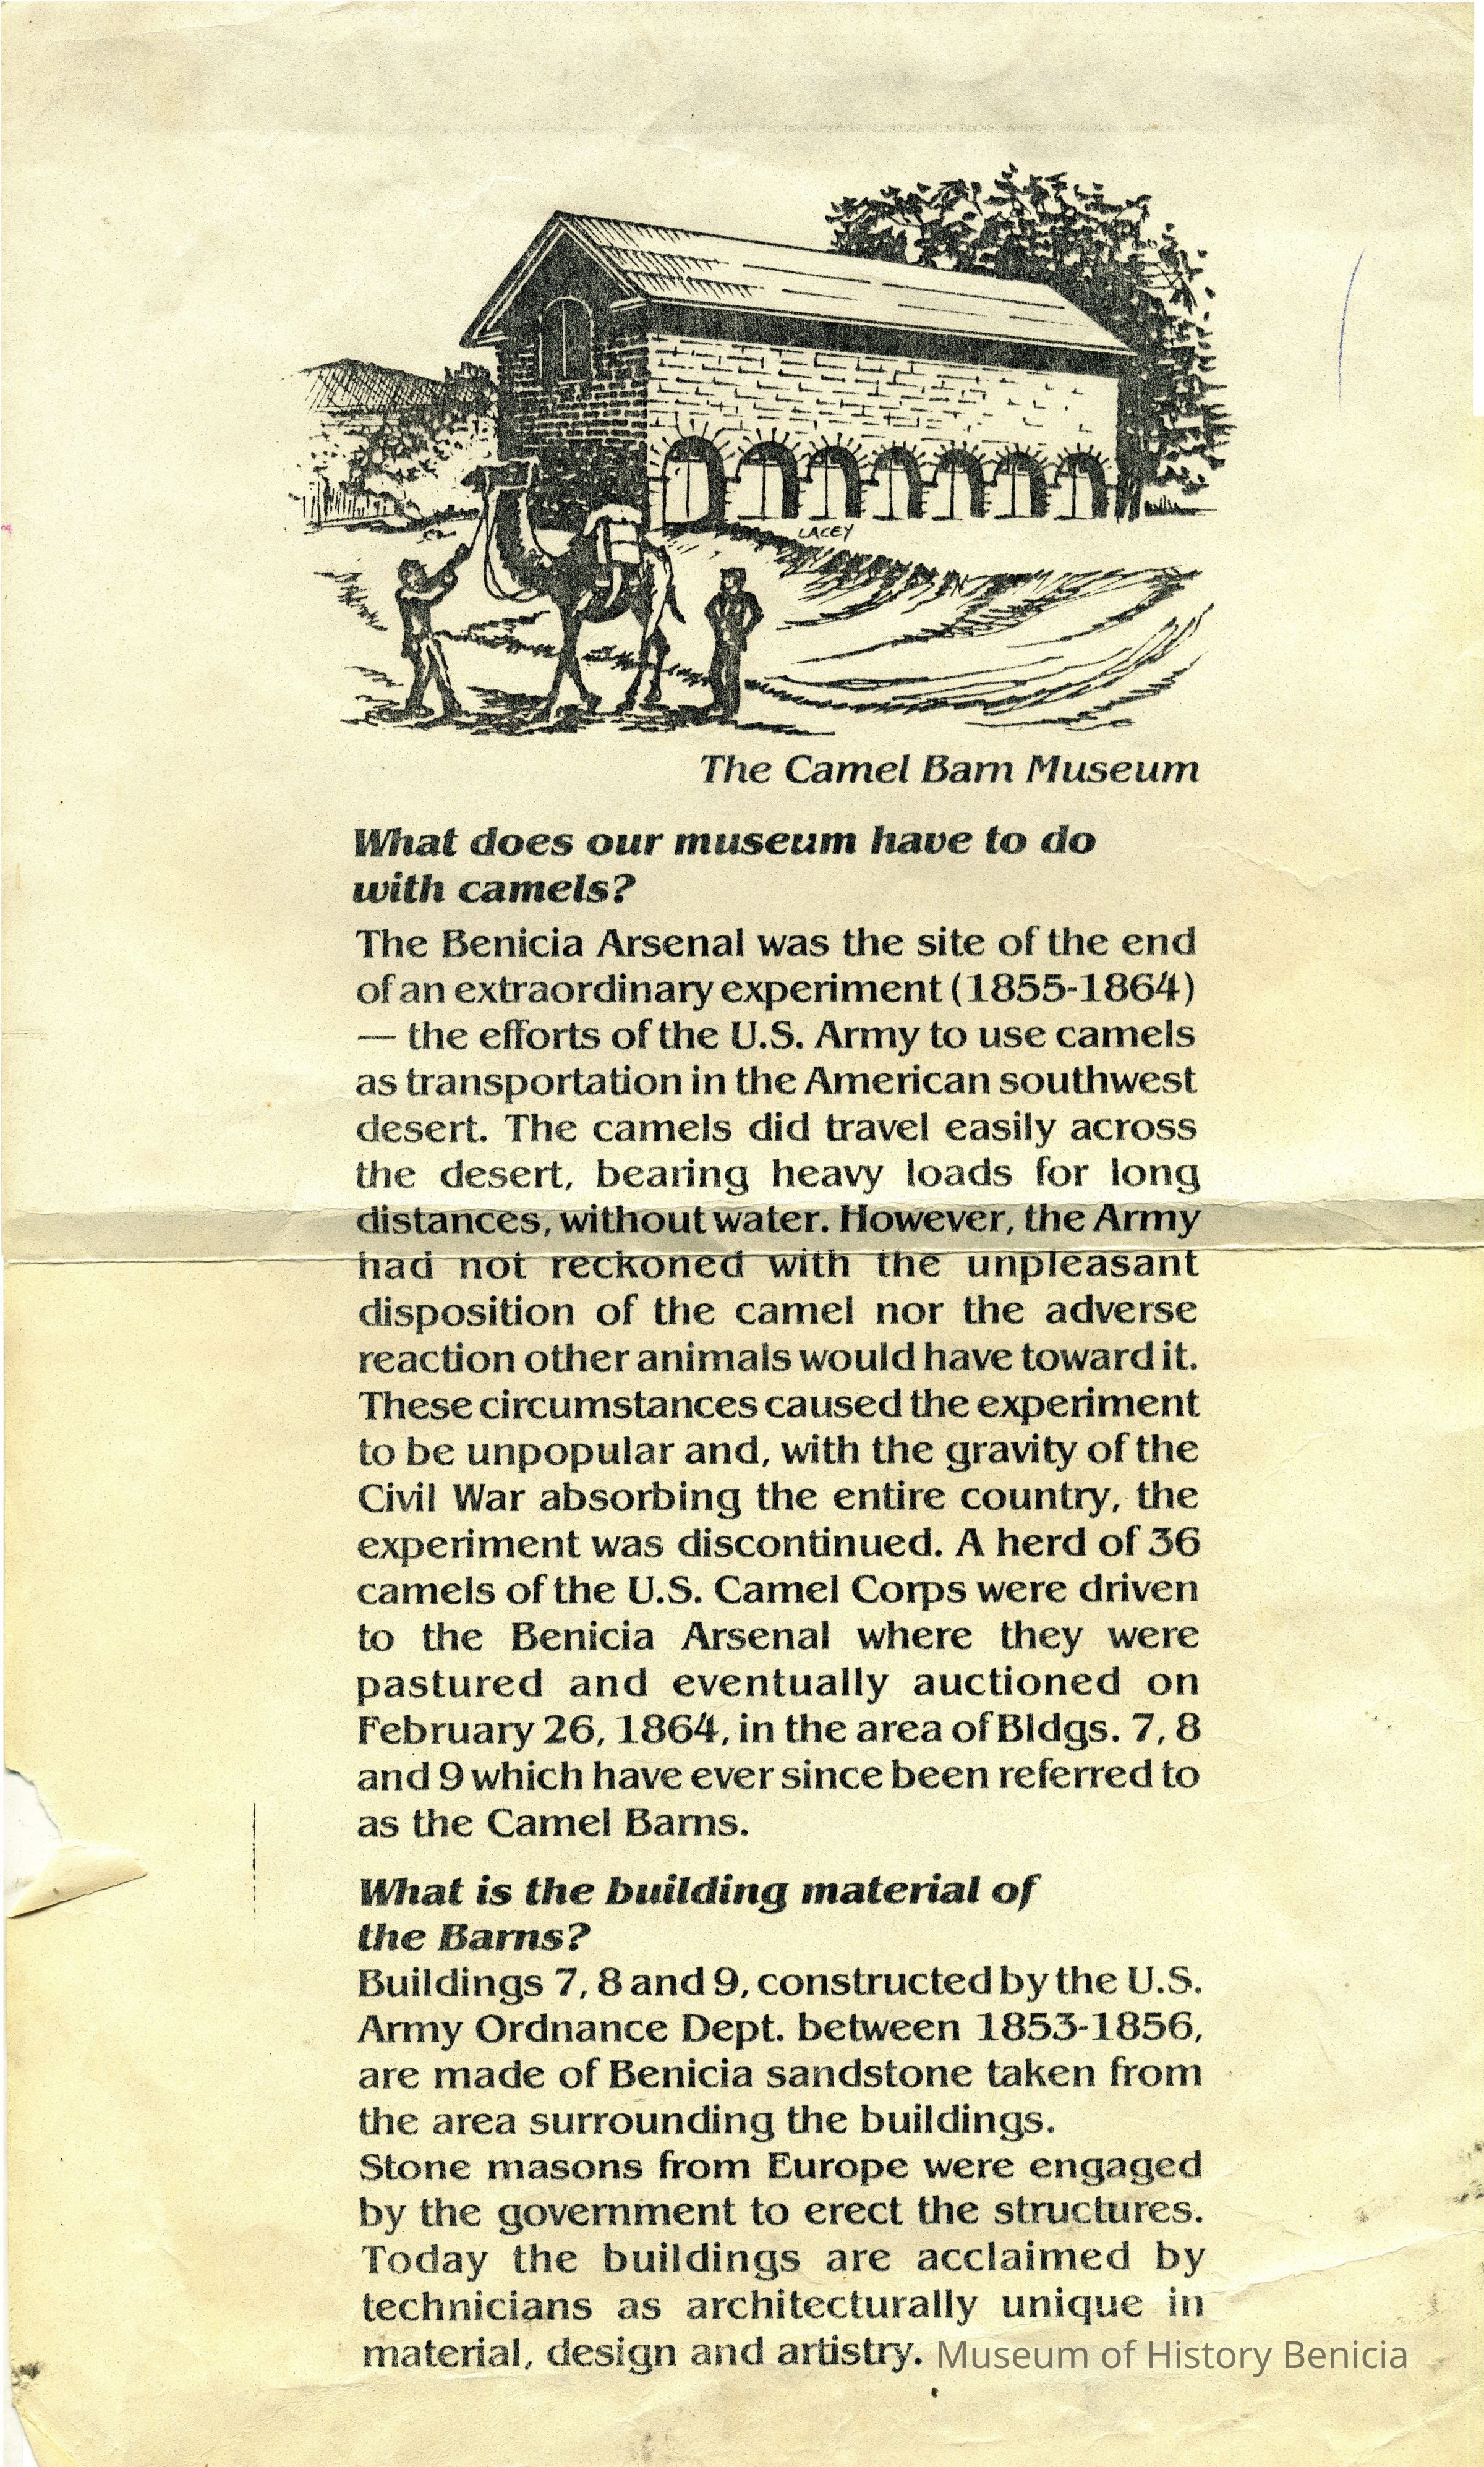 LACEY
The Camel Barn Museum
What does our museum have to do
with camels?
The Benicia Arsenal was the site of the end
of an extraordinary experiment (1855-1864)
— the efforts of the U.S. Army to use camels
as transportation in the American southwest
desert. The camels did travel easily across
the desert, bearing heavy loads for long
distances, without water. However, the Army
had not reckoned with the unpleasant
disposition of the camel nor the adverse
reaction other animals would have toward it.
These circumstances caused the experiment
to be unpopular and, with the gravity of the
Civil War absorbing the entire country, the
experiment was discontinued. A herd of 36
camels of the U.S. Camel Corps were driven
to the Benicia Arsenal where they were
pastured and eventually auctioned on
February 26, 1864, in the area of Bldgs. 7, 8
and 9 which have ever since been referred to
as the Camel Barns.
What is the building material of
the Barns?
Buildings 7, 8 and 9, constructed by the U.S.
Army Ordnance Dept. between 1853-1856,
are made of Benicia sandstone taken from
the area surrounding the buildings.
Stone masons from Europe were engaged
by the government to erect the structures.
Today the buildings are acclaimed by
technicians as architecturally unique in
material, design and artistry.
Museum of History Benicia